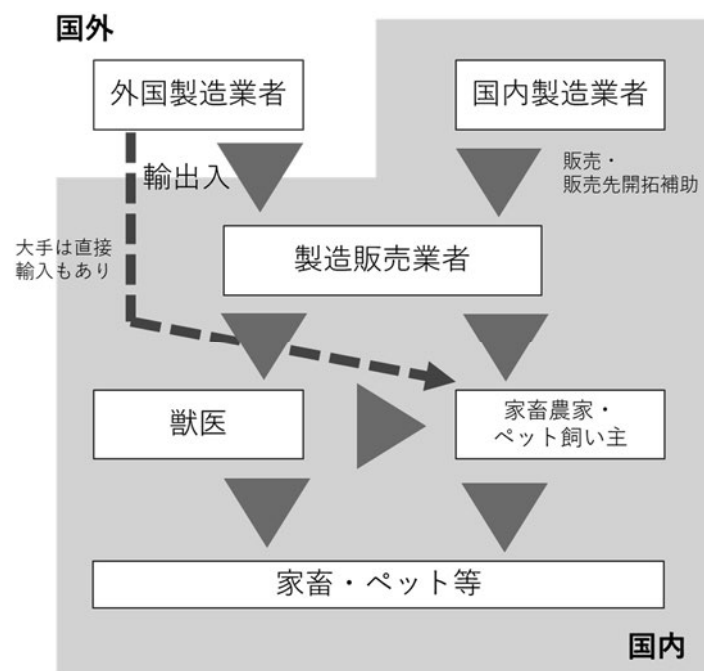 国外
外国製造業者
国内製造業者
輸出入
販売・
販売先開拓補助
大手は直接
輸入もあり
製造販売業者
獣医
家畜農家・
ペット飼い主
家畜・ペット等
国内